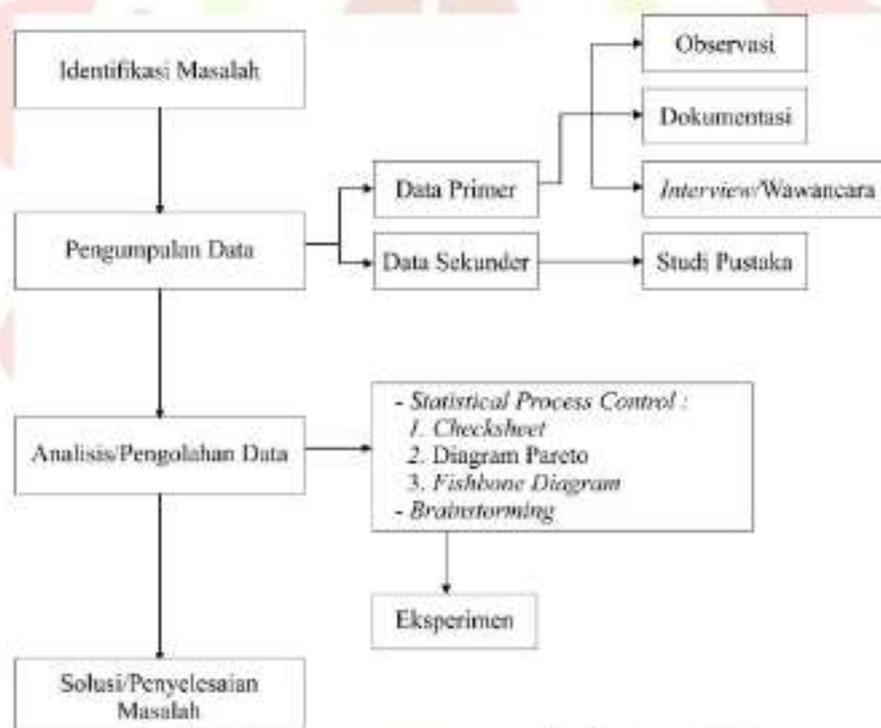 Identifikasi Masalah
Observasi
Dokumentasi
Interview/Wawancara
Data Primer
Pengumpulan Data
Data Sekunder
Studi Pustaka
- Statistical Process Control :
1. Checksheet
2. Diagram Pareto
3. Fishbone Diagram
- Brainstorming
Analisis/Pengolahan Data
Eksperimen
Solusi/Penyelesaian
Masalah